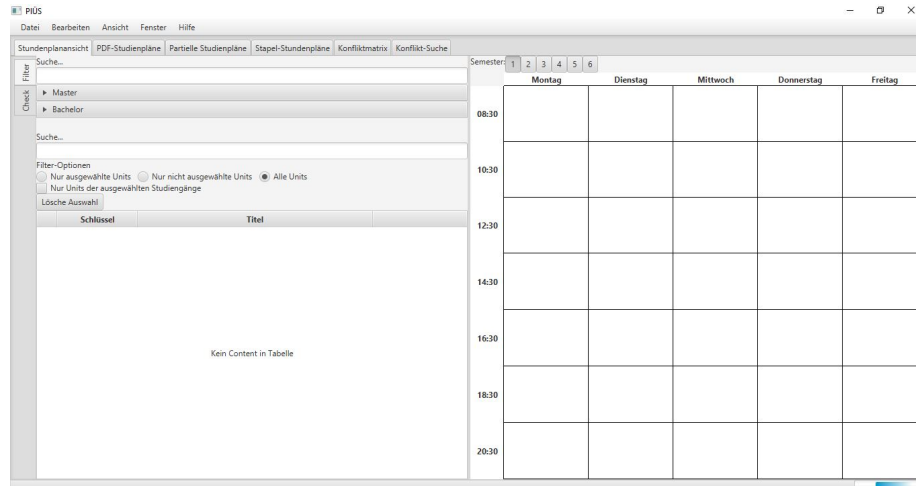 PlÜS
Datei Bearbeiten Ansicht Fenster Hilfe
Stundenplanansicht PDF-Studienpläne Partielle Studienpläne Stapel-Stundenpläne Konfliktmatrix Konflikt-Suche
Filter
Check
Suche...
Master
Bachelor
Suche...
Filter-Optionen
Nur ausgewählte Units Nur nicht ausgewählte Units Alle Units
Nur Units der ausgewählten Studiengänge
Lösche Auswahl
Schlüssel Titel
Kein Content in Tabelle
Semester: 1 2 3 4 5 6
Montag Dienstag Mittwoch Donnerstag Freitag
08:30
10:30
12:30
14:30
16:30
18:30
20:30